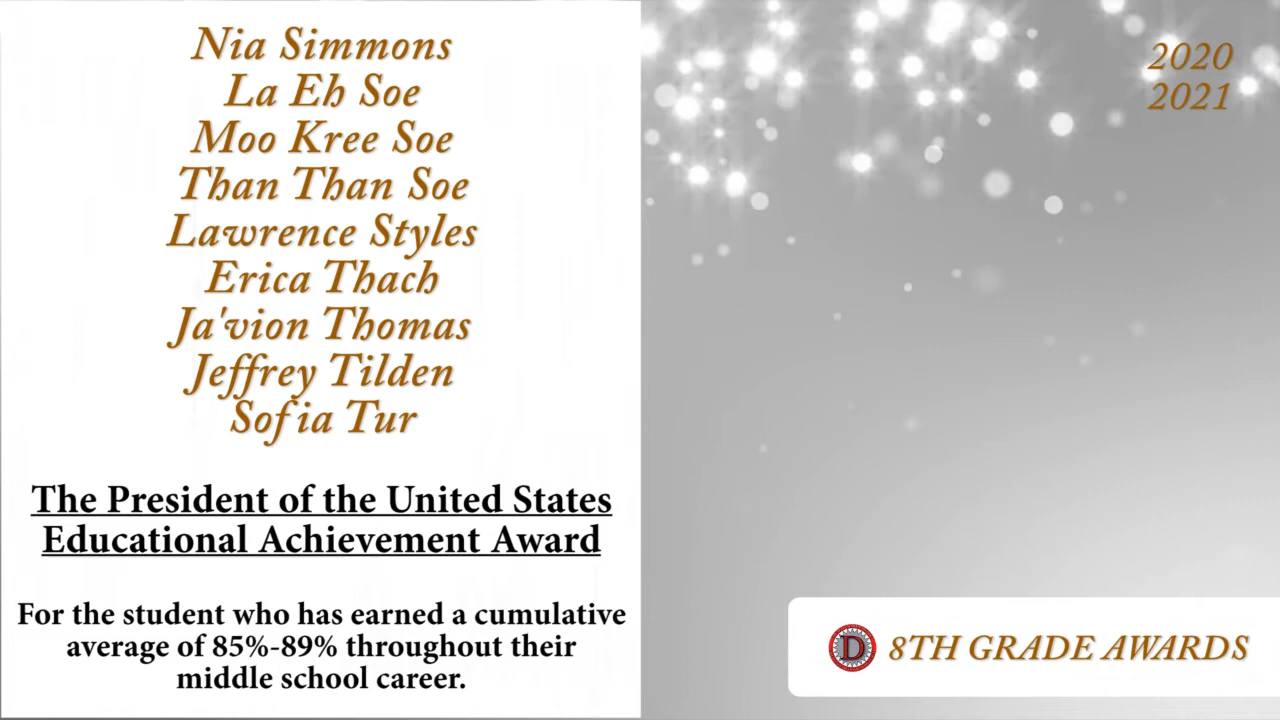 Nia Simmons
La Eh Soe
Moo Kree Soe
Than Than Soe
Lawrence Styles
Erica Thach
Ja'vion Thomas
Jeffrey Tilden
Sofia Tur
The President of the United States
Educational Achievement Award
For the student who has earned a cumulative
average of 85%-89% throughout their
middle school career.
2020
2021
D
8TH GRADE AWARDS